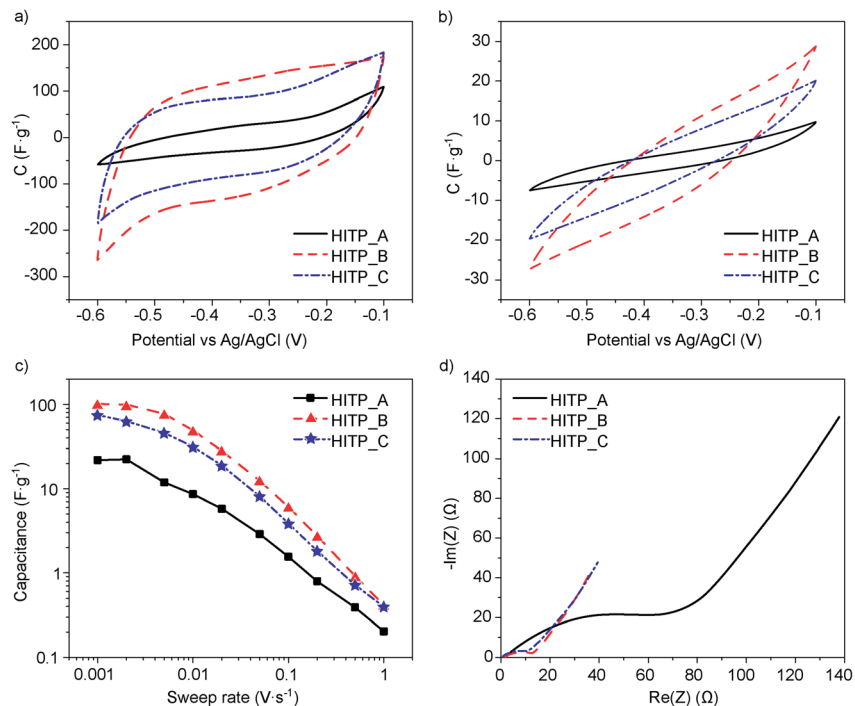 a)
C (F·g⁻¹)
200
100
0
-100
-200
-300
HITP_A
HITP_B
HITP_C
-0.6 -0.5 -0.4 -0.3 -0.2 -0.1
Potential vs Ag/AgCl (V)
b)
C (F·g⁻¹)
30
20
10
0
-10
-20
-30
HITP_A
HITP_B
HITP_C
-0.6 -0.5 -0.4 -0.3 -0.2 -0.1
Potential vs Ag/AgCl (V)
c)
Capacitance (F·g⁻¹)
100
10
1
0.1
HITP_A
HITP_B
HITP_C
0.001 0.01 0.1 1
Sweep rate (V·s⁻¹)
d)
-Im(Z) (Ω)
140
120
100
80
60
40
20
0
HITP_A
HITP_B
HITP_C
0 20 40 60 80 100 120 140
Re(Z) (Ω)